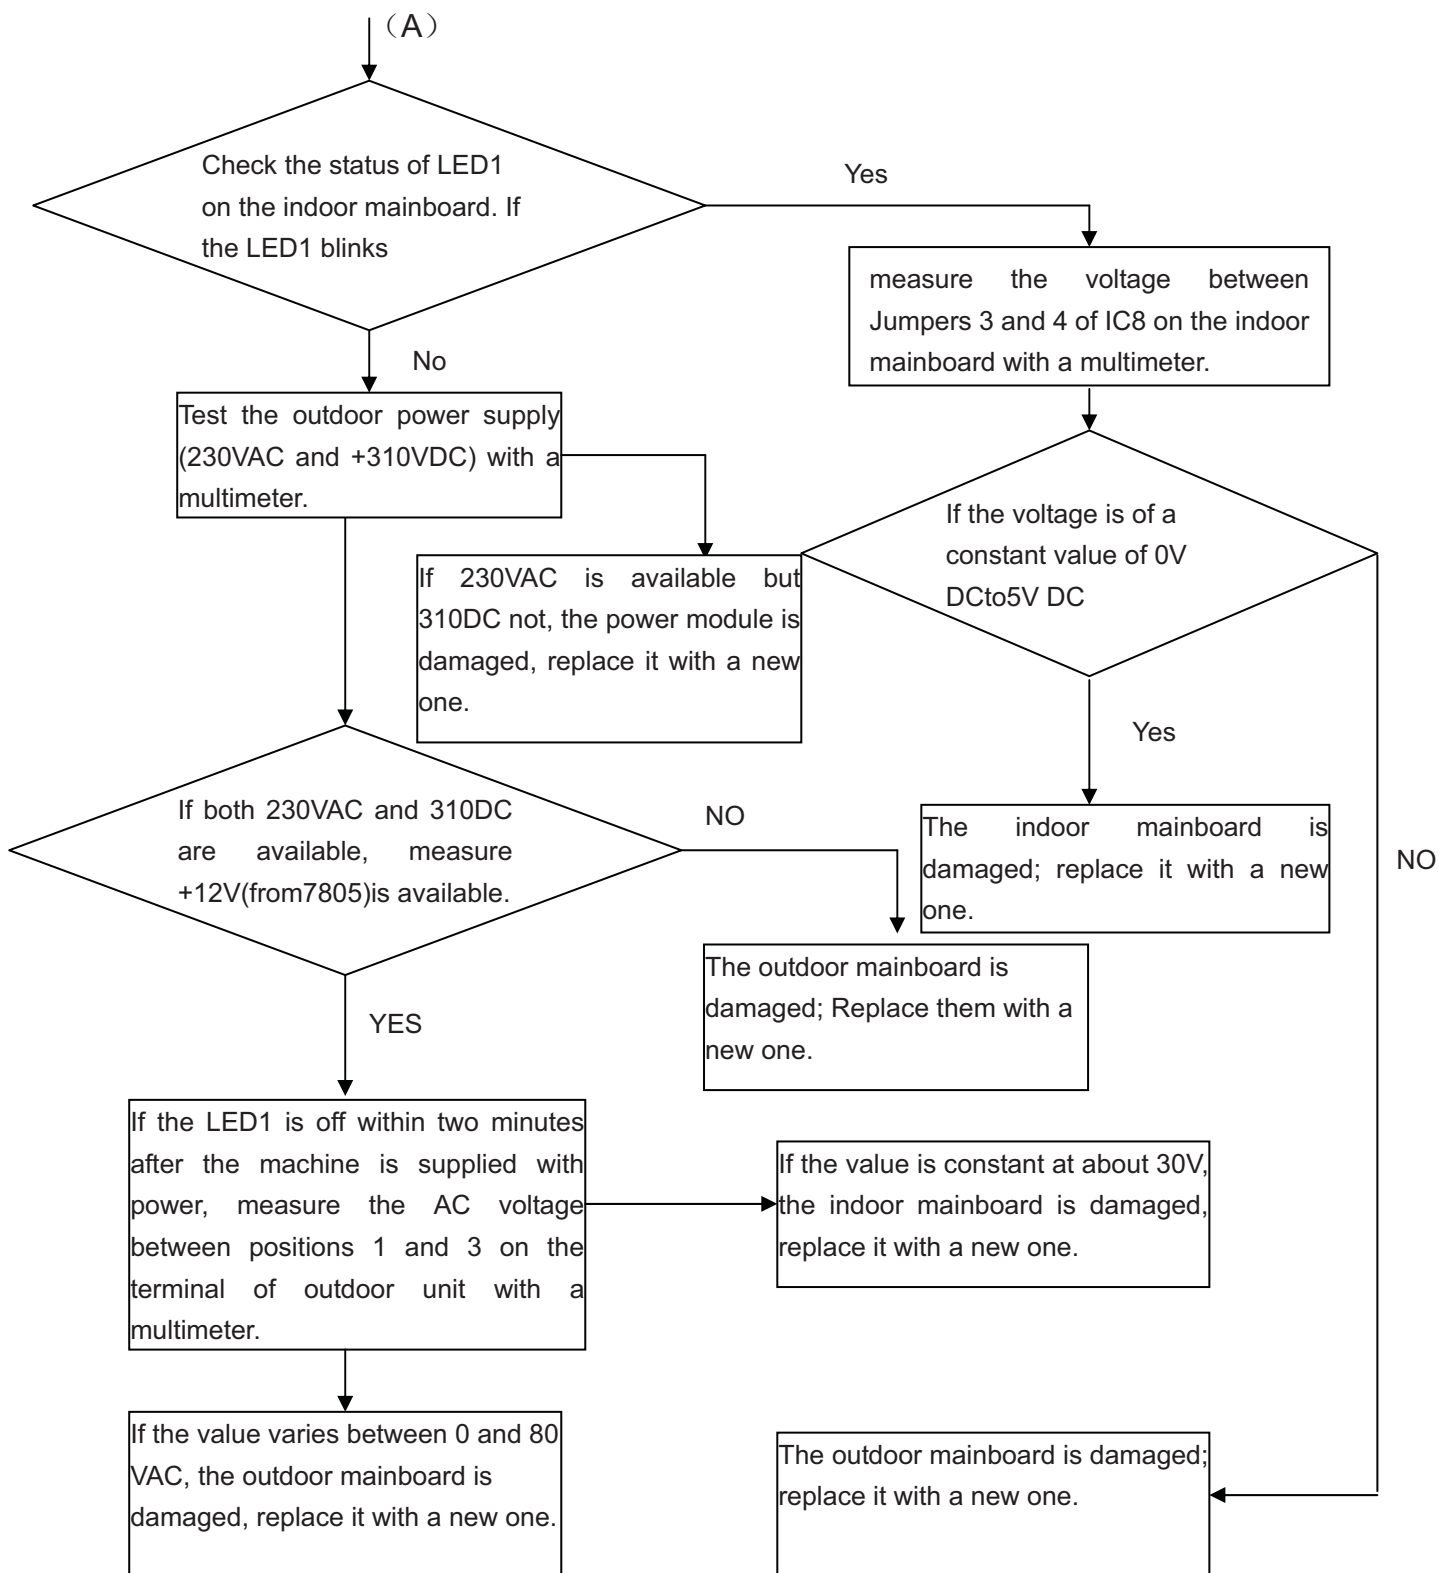 （A）
Check the status of LED1
on the indoor mainboard. If
the LED1 blinks
Yes
measure the voltage between
Jumpers 3 and 4 of IC8 on the indoor
mainboard with a multimeter.
No
Test the outdoor power supply
(230VAC and +310VDC) with a
multimeter.
If the voltage is of a
constant value of 0V
DCto5V DC
If 230VAC is available but
310DC not, the power module is
damaged, replace it with a new
one.
Yes
If both 230VAC and 310DC
are available, measure
+12V(from7805)is available.
NO
The indoor mainboard is
damaged; replace it with a new
one.
NO
The outdoor mainboard is
damaged; Replace them with a
new one.
YES
If the LED1 is off within two minutes
after the machine is supplied with
power, measure the AC voltage
between positions 1 and 3 on the
terminal of outdoor unit with a
multimeter.
If the value is constant at about 30V,
the indoor mainboard is damaged,
replace it with a new one.
If the value varies between 0 and 80
VAC, the outdoor mainboard is
damaged, replace it with a new one.
The outdoor mainboard is damaged;
replace it with a new one.